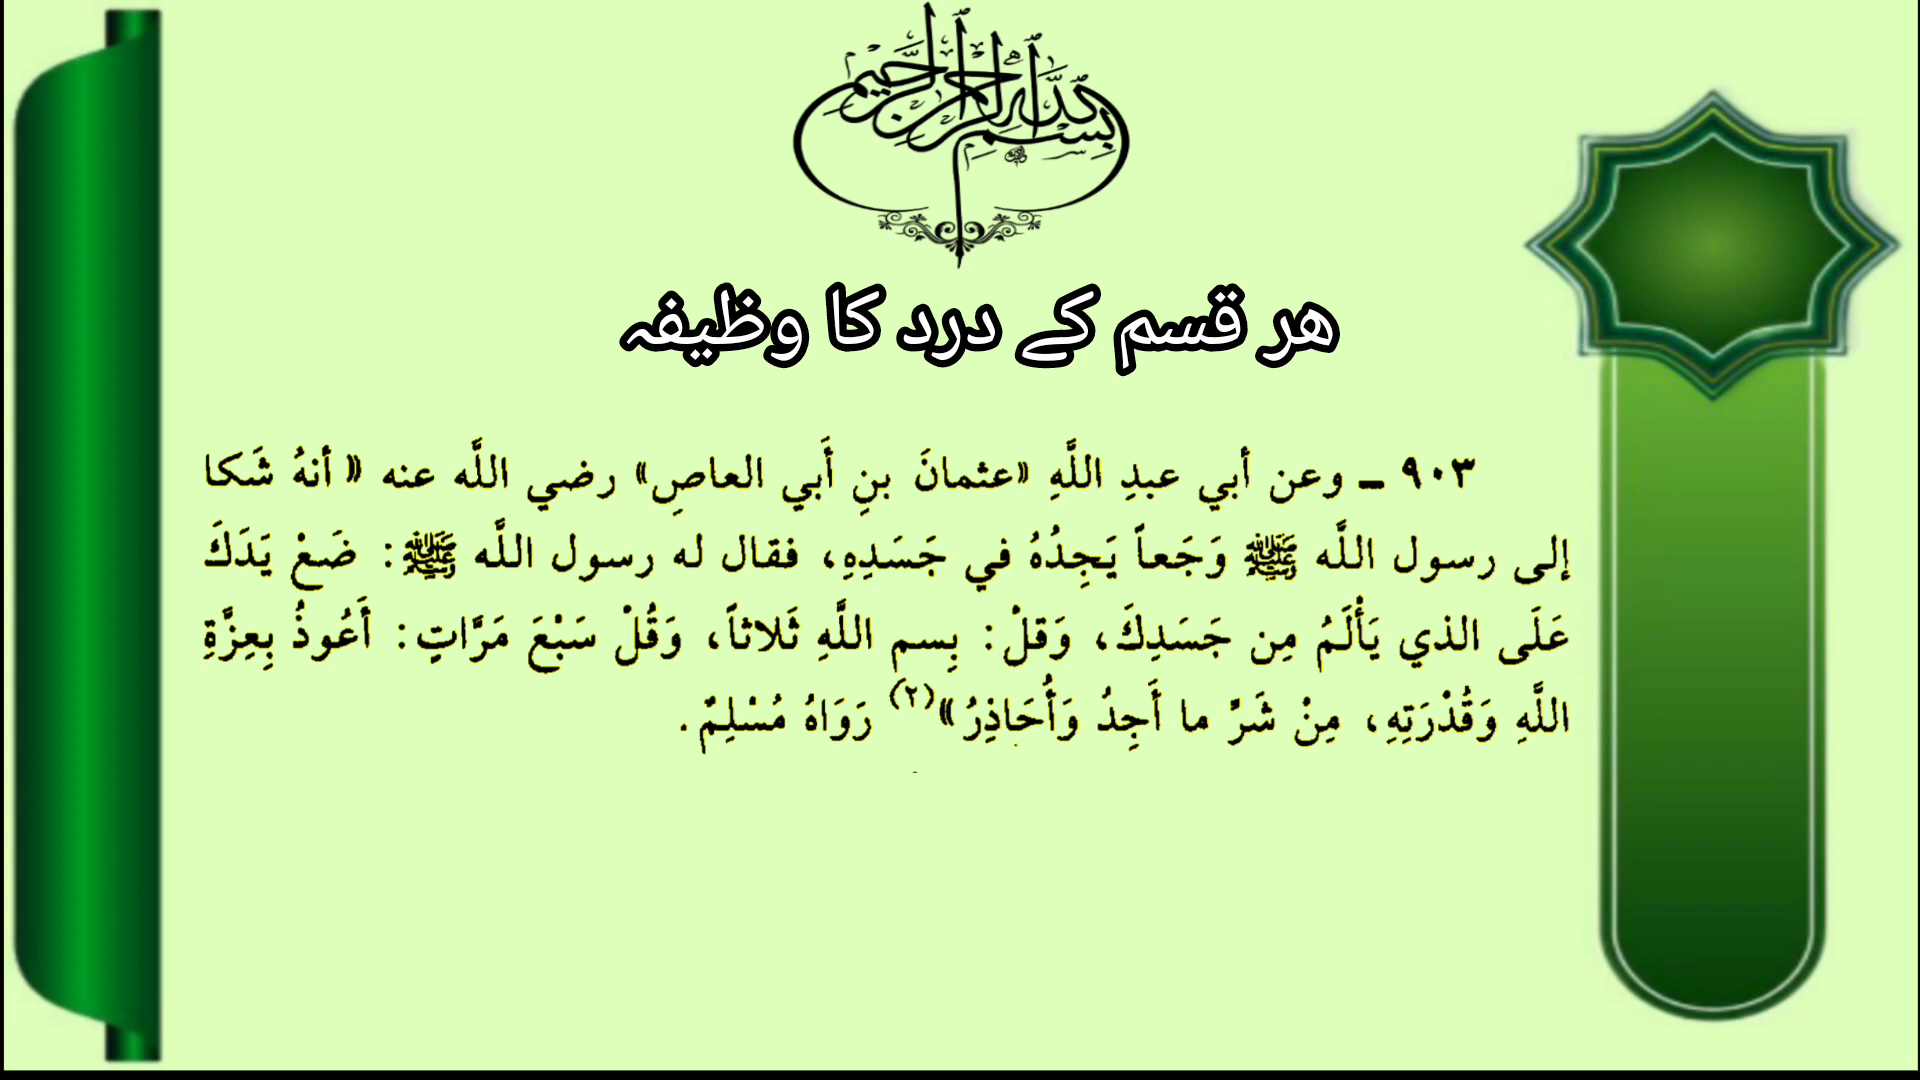 بسم الله الرحمن الرحيم
ھر قسم کے درد کا وظیفہ
٩٠٣ ـ وعن أبي عبدِ اللَّهِ «عثمانَ بنِ أَبي العاصِ» رضي اللَّه عنه «أنهُ شَكا
إلى رسول اللَّه ﷺ وَجَعاً يَجِدُهُ في جَسَدِهِ، فقال له رسول اللَّه ﷺ: ضَعْ يَدَكَ
عَلَى الذي يَأْلَمُ مِن جَسَدِكَ، وَقلْ: بِسم اللَّهِ ثَلاثاً، وَقُلْ سَبْعَ مَرَّاتٍ: أَعُوذُ بِعِزَّةِ
اللَّهِ وَقُدْرَتِهِ، مِنْ شَرِّ ما أَجِدُ وَأُحَاذِرُ»(٢) رَوَاهُ مُسْلِمٌ.